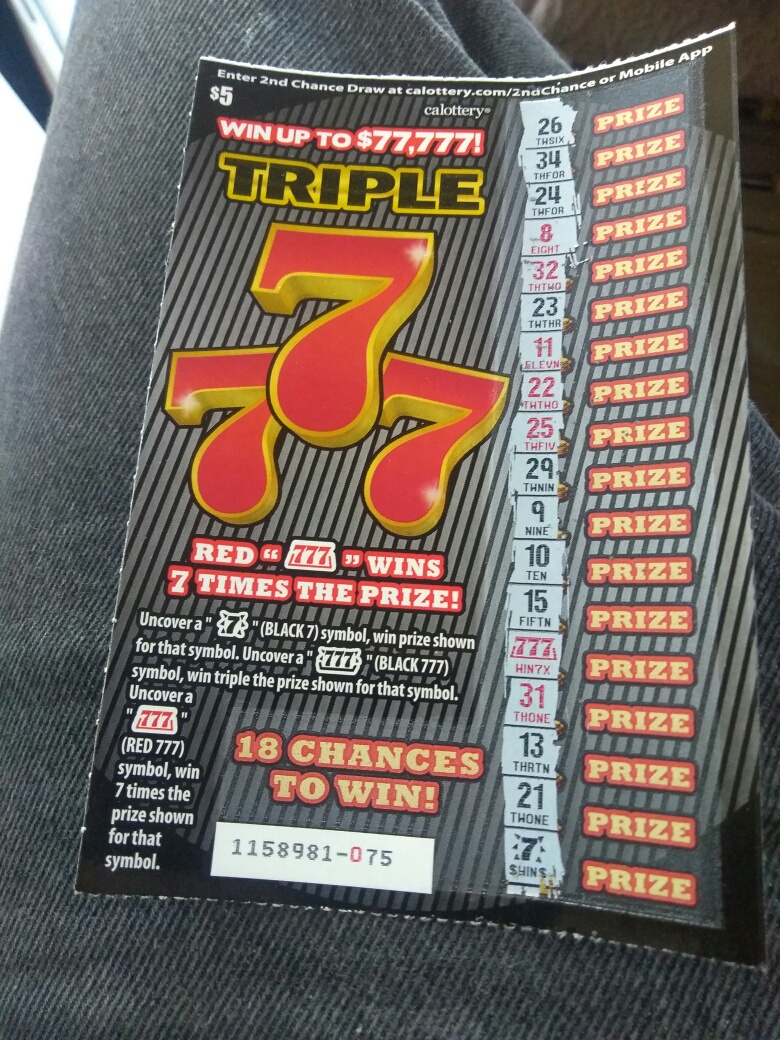 Enter 2nd Chance Draw at calottery.com/2ndChance or Mobile App
$5
calottery®
WIN UP TO $77,777!
TRIPLE
7
7 7
RED “ 777 ” WINS
7 TIMES THE PRIZE!
Uncover a " 7 " (BLACK 7) symbol, win prize shown
for that symbol. Uncover a " 777 " (BLACK 777)
symbol, win triple the prize shown for that symbol.
Uncover a
" 777 "
(RED 777)
symbol, win
7 times the
prize shown
for that
symbol.
18 CHANCES
TO WIN!
1158981-075
26 PRIZE
TWSIX
34 PRIZE
THFOR
24 PRIZE
TWFOR
8 PRIZE
EIGHT
32 PRIZE
THTWO
23 PRIZE
TWTHR
11 PRIZE
ELEVN
22 PRIZE
TWTWO
25 PRIZE
TWFIV
29 PRIZE
TWNIN
9 PRIZE
NINE
10 PRIZE
TEN
15 PRIZE
FIFTN
777 PRIZE
WIN7X
31 PRIZE
THONE
13 PRIZE
THRTN
21 PRIZE
TWONE
7 PRIZE
$WIN$